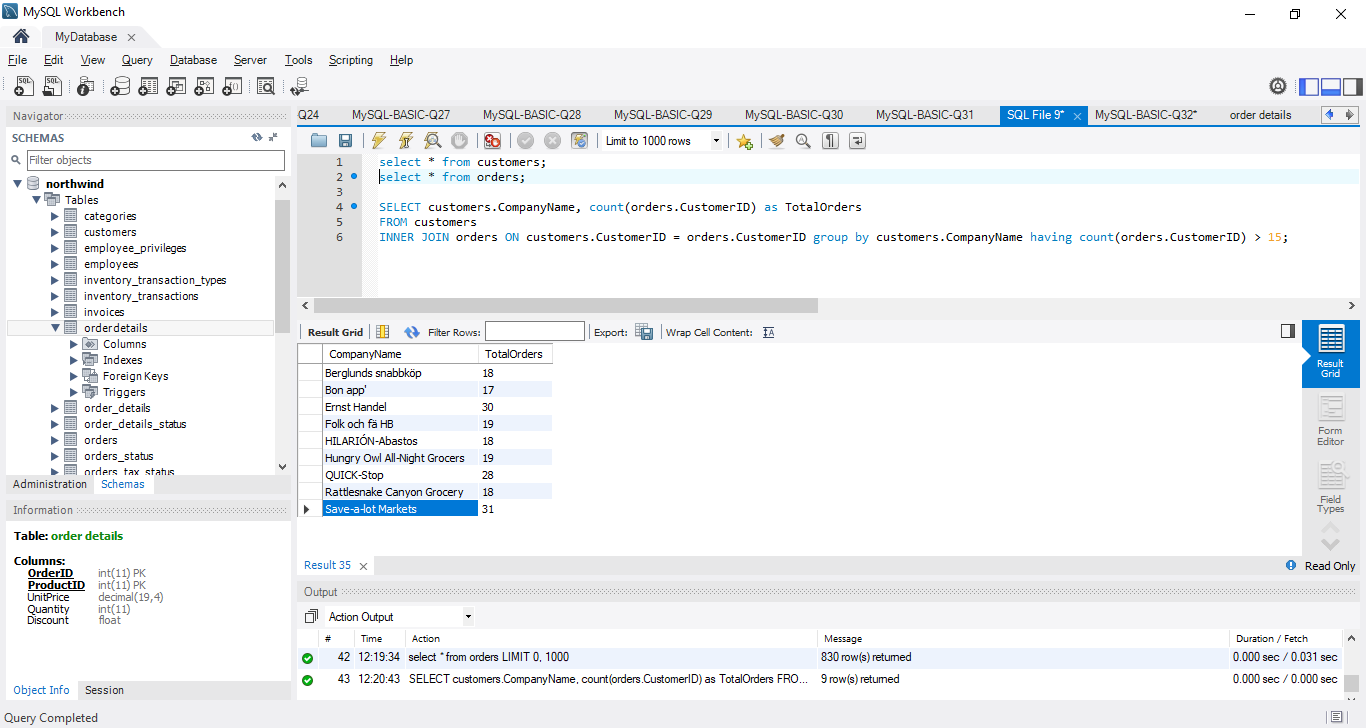 MySQL Workbench
MyDatabase
File Edit View Query Database Server Tools Scripting Help
Navigator
SCHEMAS
Filter objects
northwind
Tables
categories
customers
employee_privileges
employees
inventory_transaction_types
inventory_transactions
invoices
orderdetails
Columns
Indexes
Foreign Keys
Triggers
order_details
order_details_status
orders
orders_status
orders_tax_status
Administration Schemas
Information
Table: order details
Columns:
OrderID int(11) PK
ProductID int(11) PK
UnitPrice decimal(19,4)
Quantity int(11)
Discount float
Object Info Session
Query Completed
Q24 MySQL-BASIC-Q27 MySQL-BASIC-Q28 MySQL-BASIC-Q29 MySQL-BASIC-Q30 MySQL-BASIC-Q31 SQL File 9* MySQL-BASIC-Q32* order details
Limit to 1000 rows
1 select * from customers;
2 select * from orders;
3
4 SELECT customers.CompanyName, count(orders.CustomerID) as TotalOrders
5 FROM customers
6 INNER JOIN orders ON customers.CustomerID = orders.CustomerID group by customers.CompanyName having count(orders.CustomerID) > 15;
Result Grid Filter Rows: Export: Wrap Cell Content:
CompanyName TotalOrders
Berglunds snabbköp 18
Bon app' 17
Ernst Handel 30
Folk och fä HB 19
HILARIÓN-Abastos 18
Hungry Owl All-Night Grocers 19
QUICK-Stop 28
Rattlesnake Canyon Grocery 18
Save-a-lot Markets 31
Result Grid
Form Editor
Field Types
Result 35
Read Only
Output
Action Output
# Time Action Message Duration / Fetch
42 12:19:34 select * from orders LIMIT 0, 1000 830 row(s) returned 0.000 sec / 0.031 sec
43 12:20:43 SELECT customers.CompanyName, count(orders.CustomerID) as TotalOrders FRO... 9 row(s) returned 0.000 sec / 0.000 sec